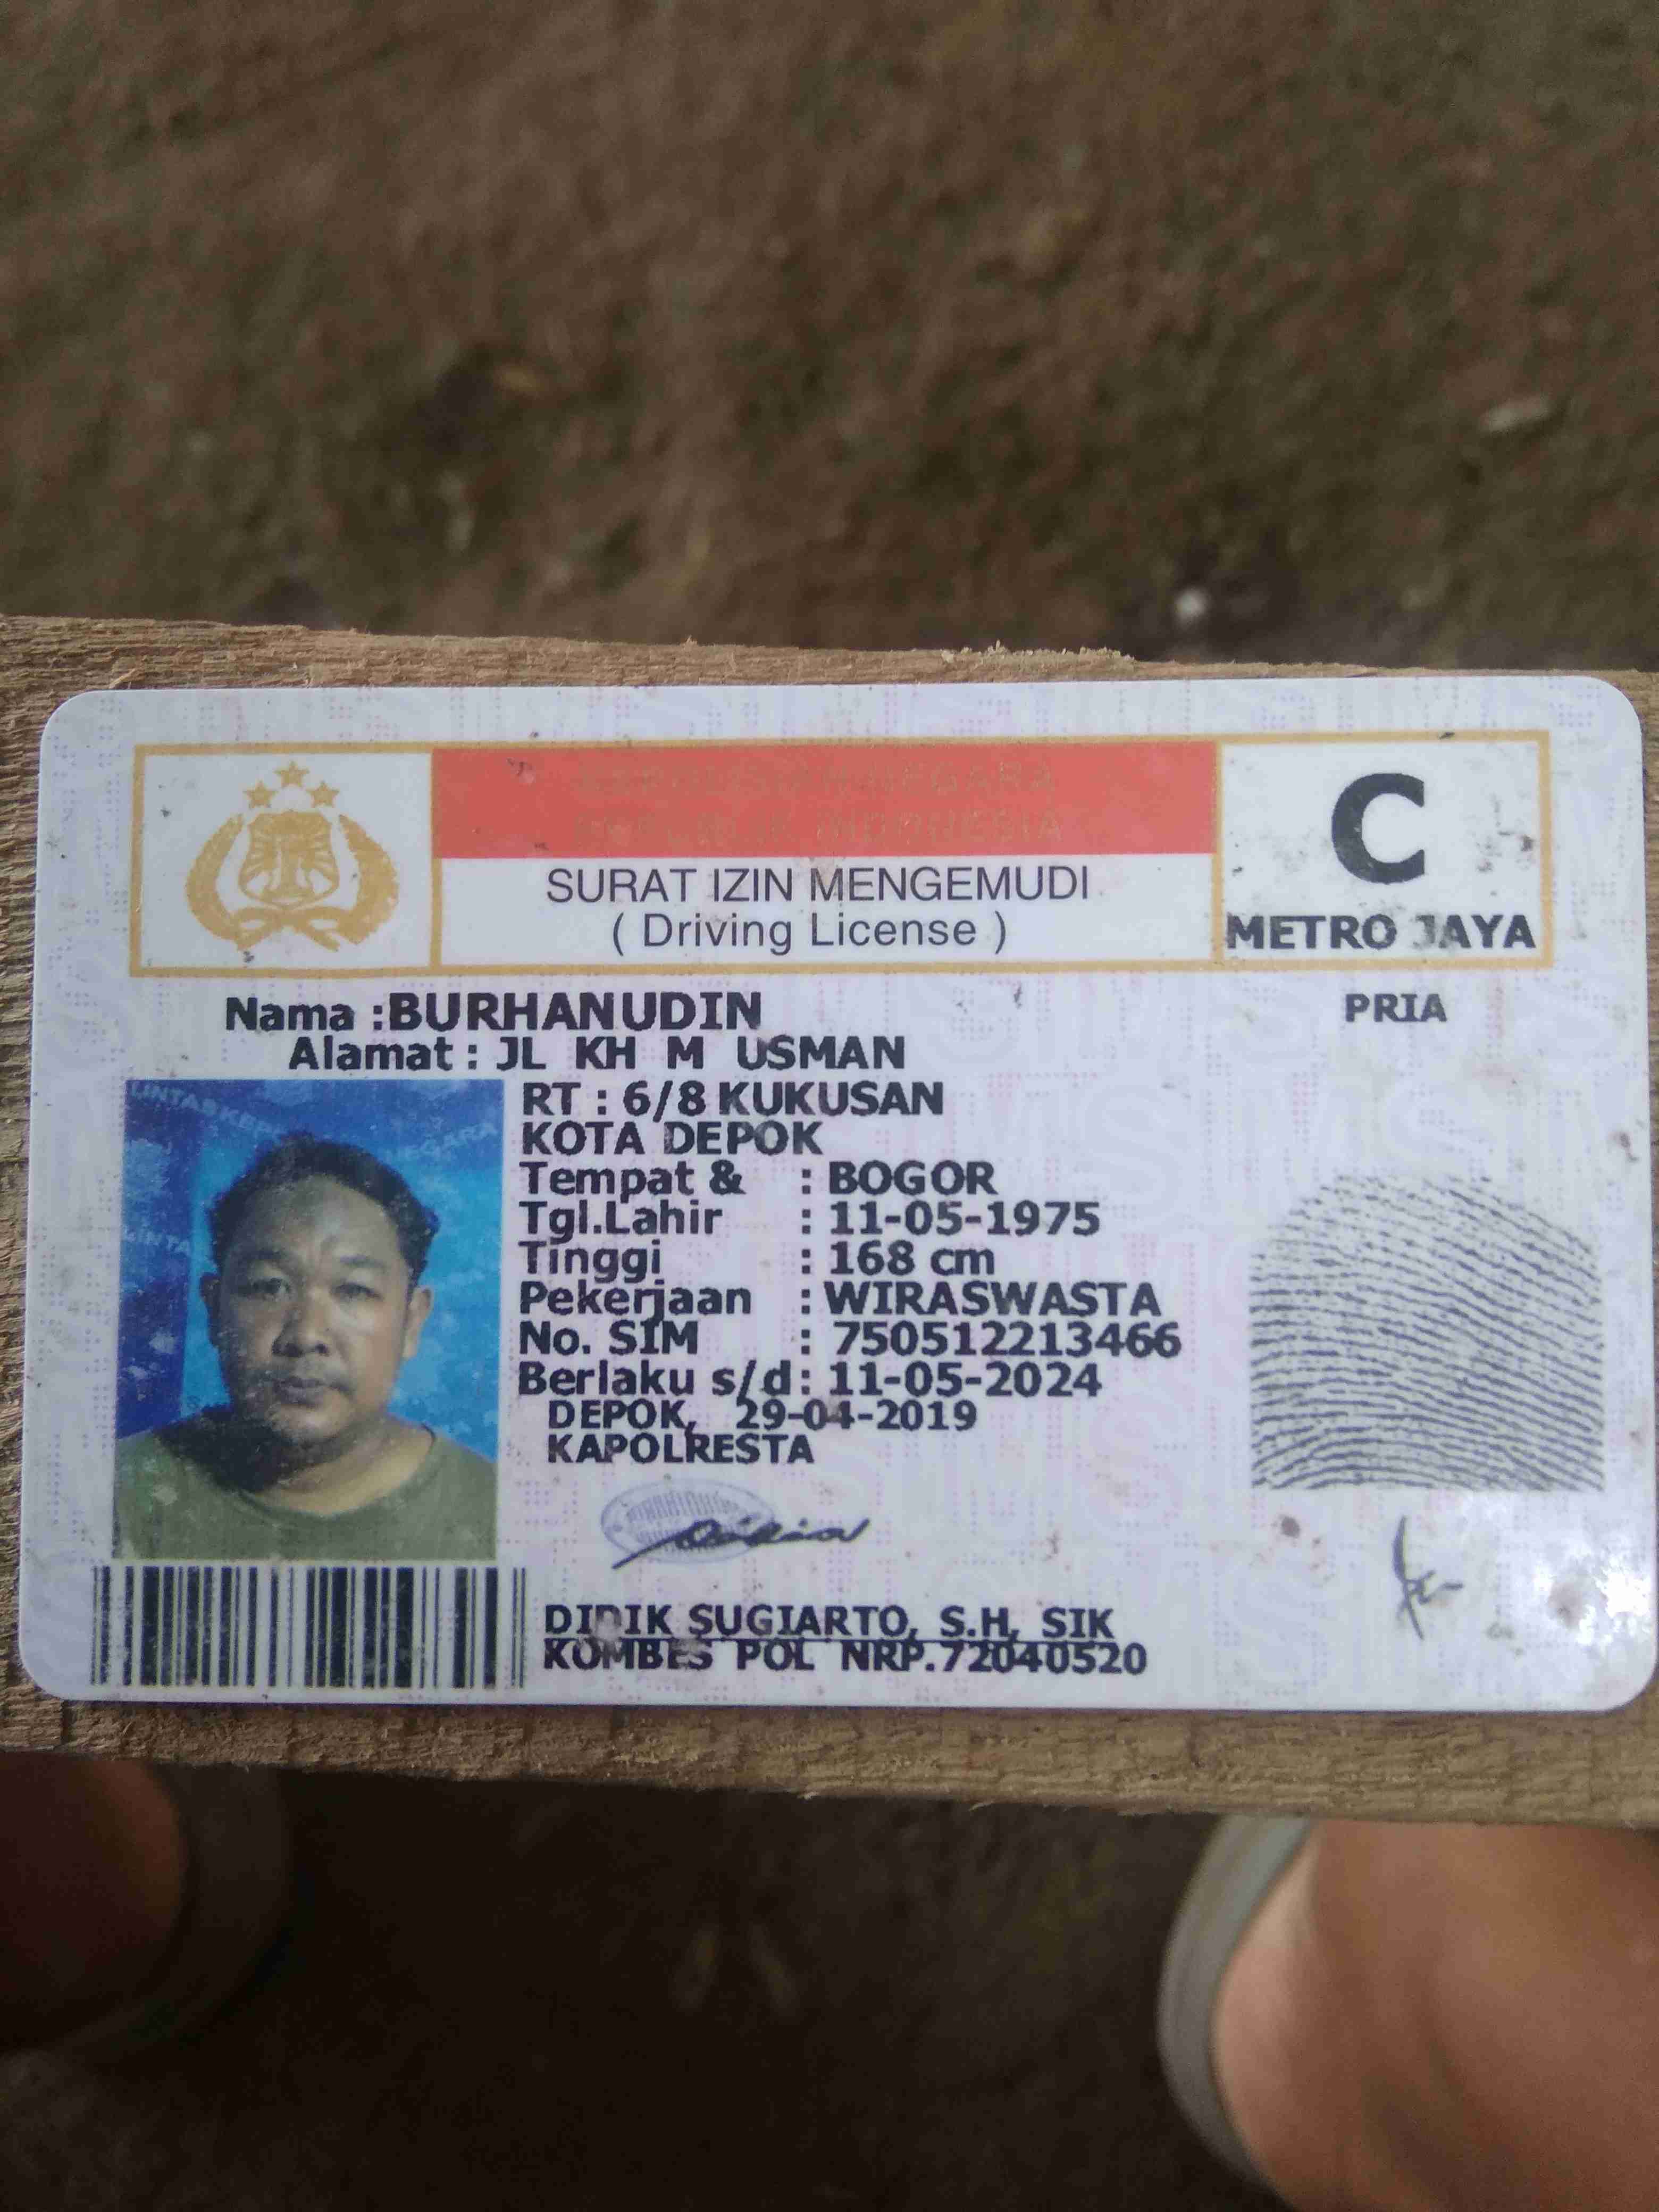 KEPOLISIAN NEGARA
REPUBLIK INDONESIA
SURAT IZIN MENGEMUDI
( Driving License )
C
METRO JAYA
PRIA
Nama :BURHANUDIN
Alamat : JL KH M USMAN
RT : 6/8 KUKUSAN
KOTA DEPOK
Tempat & : BOGOR
Tgl.Lahir : 11-05-1975
Tinggi : 168 cm
Pekerjaan : WIRASWASTA
No. SIM : 750512213466
Berlaku s/d : 11-05-2024
DEPOK, 29-04-2019
KAPOLRESTA
DIDIK SUGIARTO, S.H, SIK
KOMBES POL NRP.72040520